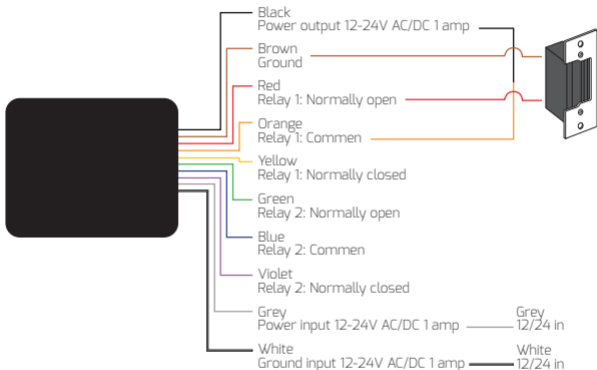 Black
Power output 12-24V AC/DC 1 amp
Brown
Ground
Red
Relay 1: Normally open
Orange
Relay 1: Commen
Yellow
Relay 1: Normally closed
Green
Relay 2: Normally open
Blue
Relay 2: Commen
Violet
Relay 2: Normally closed
Grey
Power input 12-24V AC/DC 1 amp
Grey
12/24 in
White
Ground input 12-24V AC/DC 1 amp
White
12/24 in